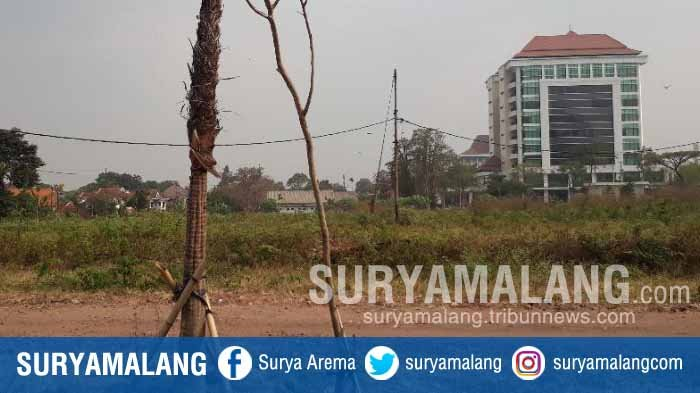 SURYAMALANG.com
suryamalang.tribunnews.com
SURYAMALANG Surya Arema suryamalang suryamalangcom